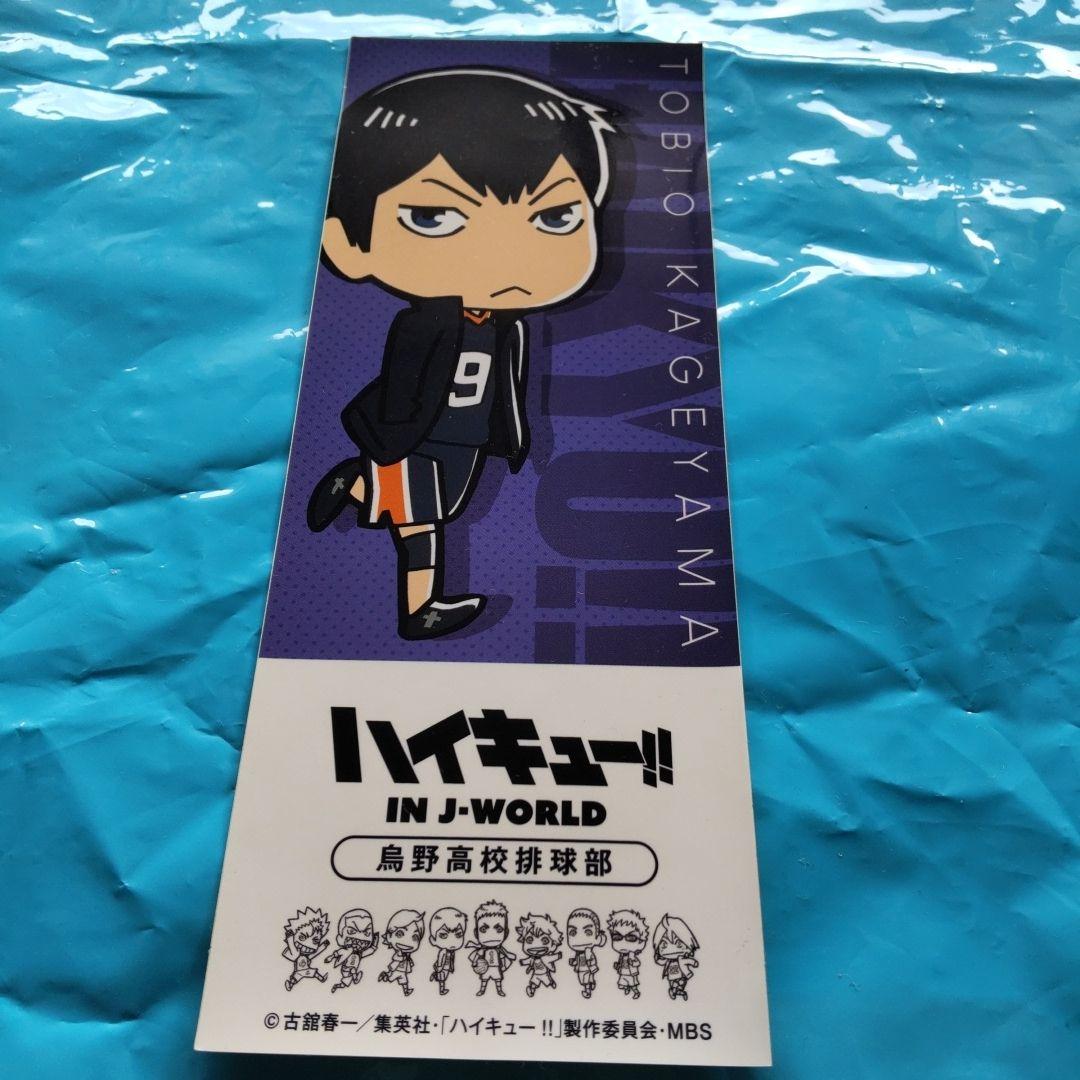 TOBIO KAGEYAMA
HAIKYU!!
9
ハイキュー!!
IN J-WORLD
烏野高校排球部
©古舘春一／集英社・「ハイキュー!!」製作委員会・MBS